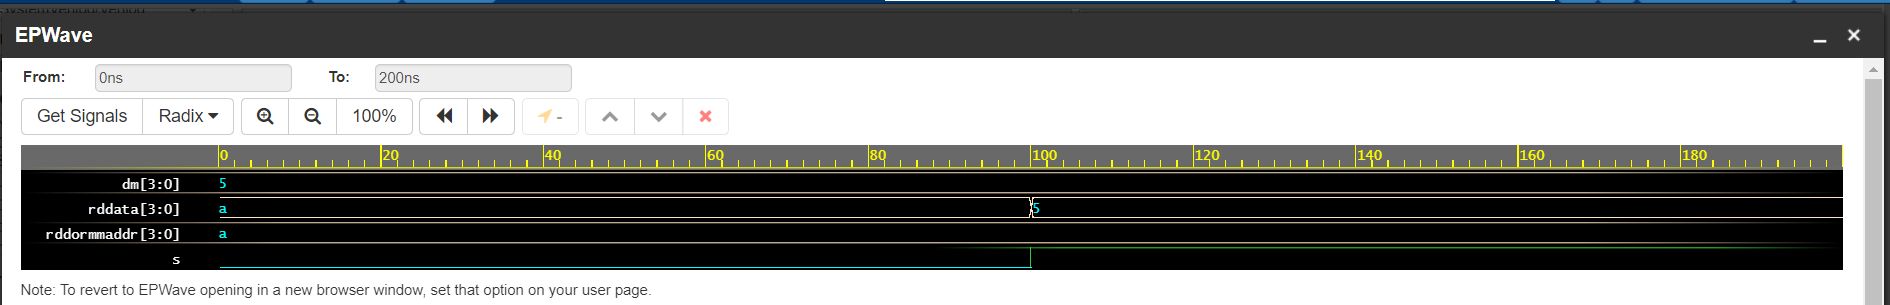 EPWave
From: 0ns To: 200ns
Get Signals Radix 100% -
0 20 40 60 80 100 120 140 160 180
dm[3:0] 5
rddata[3:0] a 5
rddormmaddr[3:0] a
s
Note: To revert to EPWave opening in a new browser window, set that option on your user page.